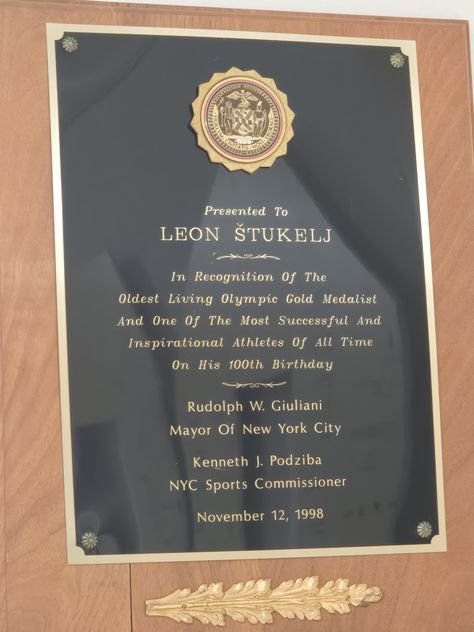 Presented To
LEON ŠTUKELJ
In Recognition Of The
Oldest Living Olympic Gold Medalist
And One Of The Most Successful And
Inspirational Athletes Of All Time
On His 100th Birthday
Rudolph W. Giuliani
Mayor Of New York City
Kenneth J. Podziba
NYC Sports Commissioner
November 12, 1998